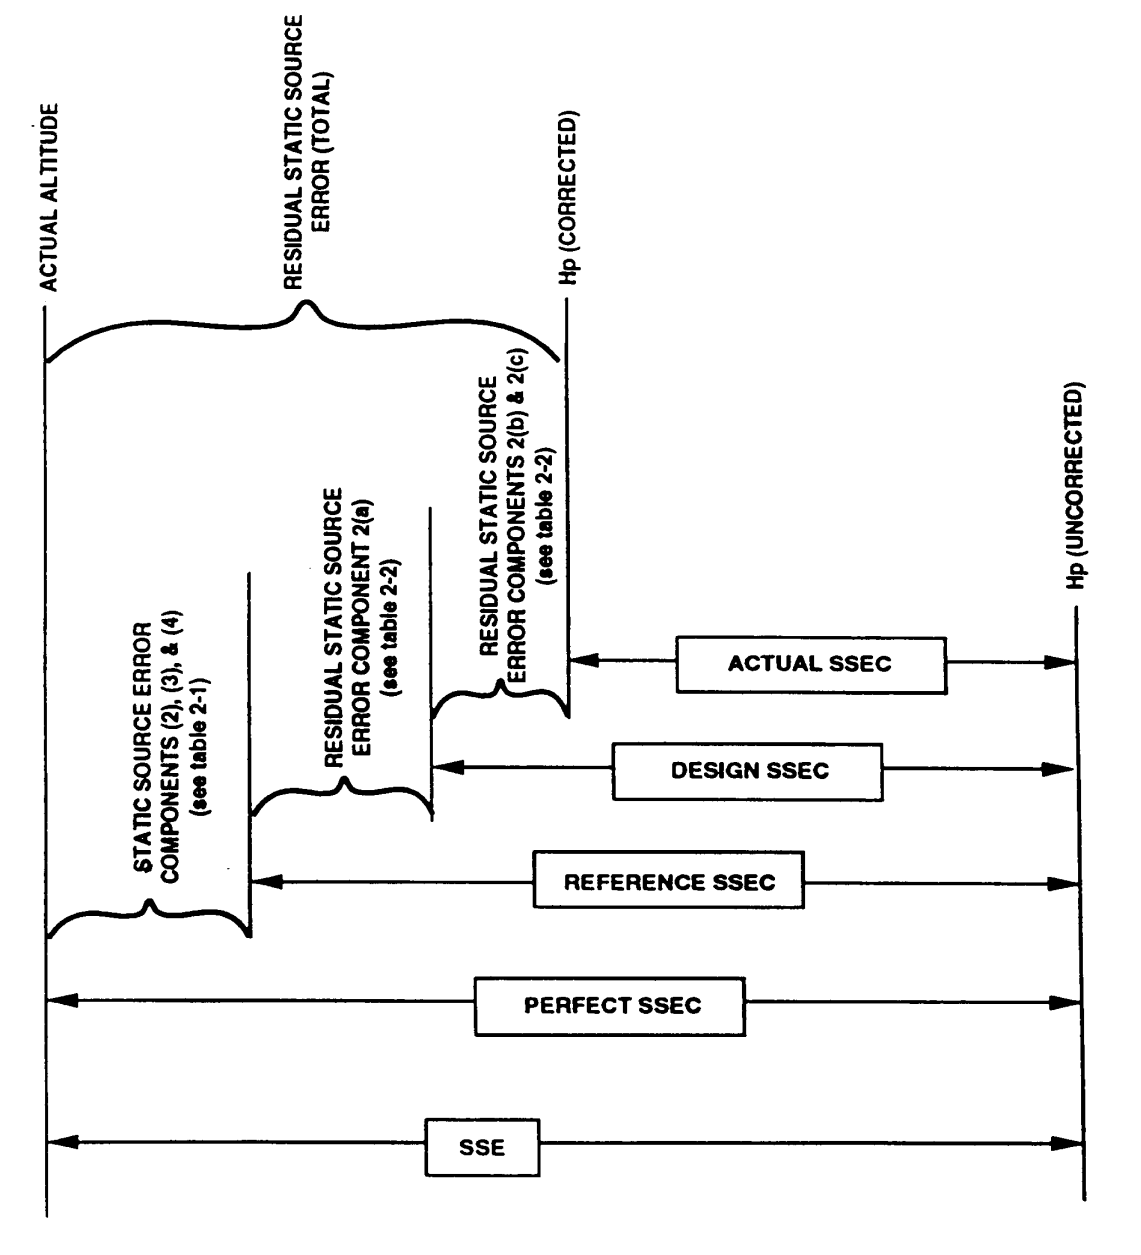 ACTUAL ALTITUDE
RESIDUAL STATIC SOURCE
ERROR (TOTAL)
Hp (CORRECTED)
STATIC SOURCE ERROR
COMPONENTS (2), (3), & (4)
(see table 2-1)
RESIDUAL STATIC SOURCE
ERROR COMPONENT 2(a)
(see table 2-2)
RESIDUAL STATIC SOURCE
ERROR COMPONENTS 2(b) & 2(c)
(see table 2-2)
Hp (UNCORRECTED)
ACTUAL SSEC
DESIGN SSEC
REFERENCE SSEC
PERFECT SSEC
SSE